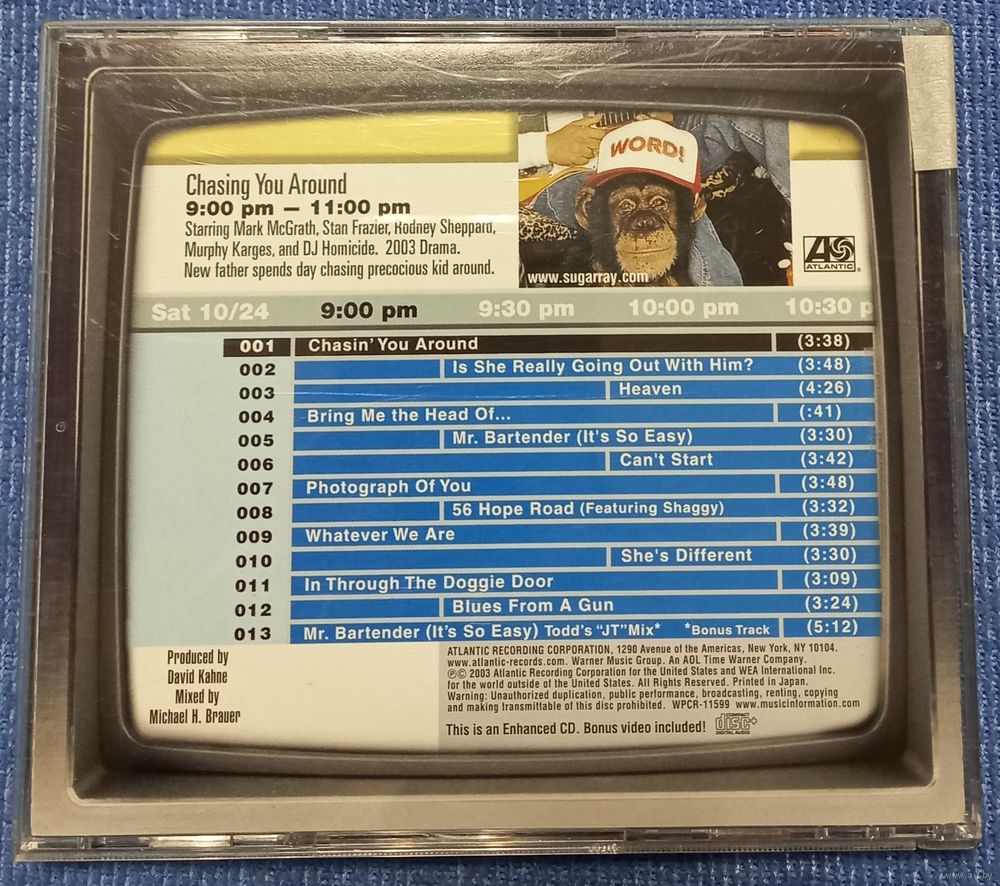 WORD!
Chasing You Around
9:00 pm — 11:00 pm
Starring Mark McGrath, Stan Frazier, Rodney Sheppard,
Murphy Karges, and DJ Homicide. 2003 Drama.
New father spends day chasing precocious kid around.
www.sugarray.com
ATLANTIC®
Sat 10/24 9:00 pm 9:30 pm 10:00 pm 10:30 p
001 Chasin' You Around (3:38)
002 Is She Really Going Out With Him? (3:48)
003 Heaven (4:26)
004 Bring Me the Head Of... (:41)
005 Mr. Bartender (It's So Easy) (3:30)
006 Can't Start (3:42)
007 Photograph Of You (3:48)
008 56 Hope Road (Featuring Shaggy) (3:32)
009 Whatever We Are (3:39)
010 She's Different (3:30)
011 In Through The Doggie Door (3:09)
012 Blues From A Gun (3:24)
013 Mr. Bartender (It's So Easy) Todd's "JT"Mix* *Bonus Track (5:12)
Produced by
David Kahne
Mixed by
Michael H. Brauer
ATLANTIC RECORDING CORPORATION, 1290 Avenue of the Americas, New York, NY 10104.
www.atlantic-records.com. Warner Music Group. An AOL Time Warner Company.
℗© 2003 Atlantic Recording Corporation for the United States and WEA International Inc.
for the world outside of the United States. All Rights Reserved. Printed in Japan.
Warning: Unauthorized duplication, public performance, broadcasting, renting, copying
and making transmittable of this disc prohibited. WPCR-11599 www.musicinformation.com
This is an Enhanced CD. Bonus video included!
COMPACT
disc+
DIGITAL AUDIO